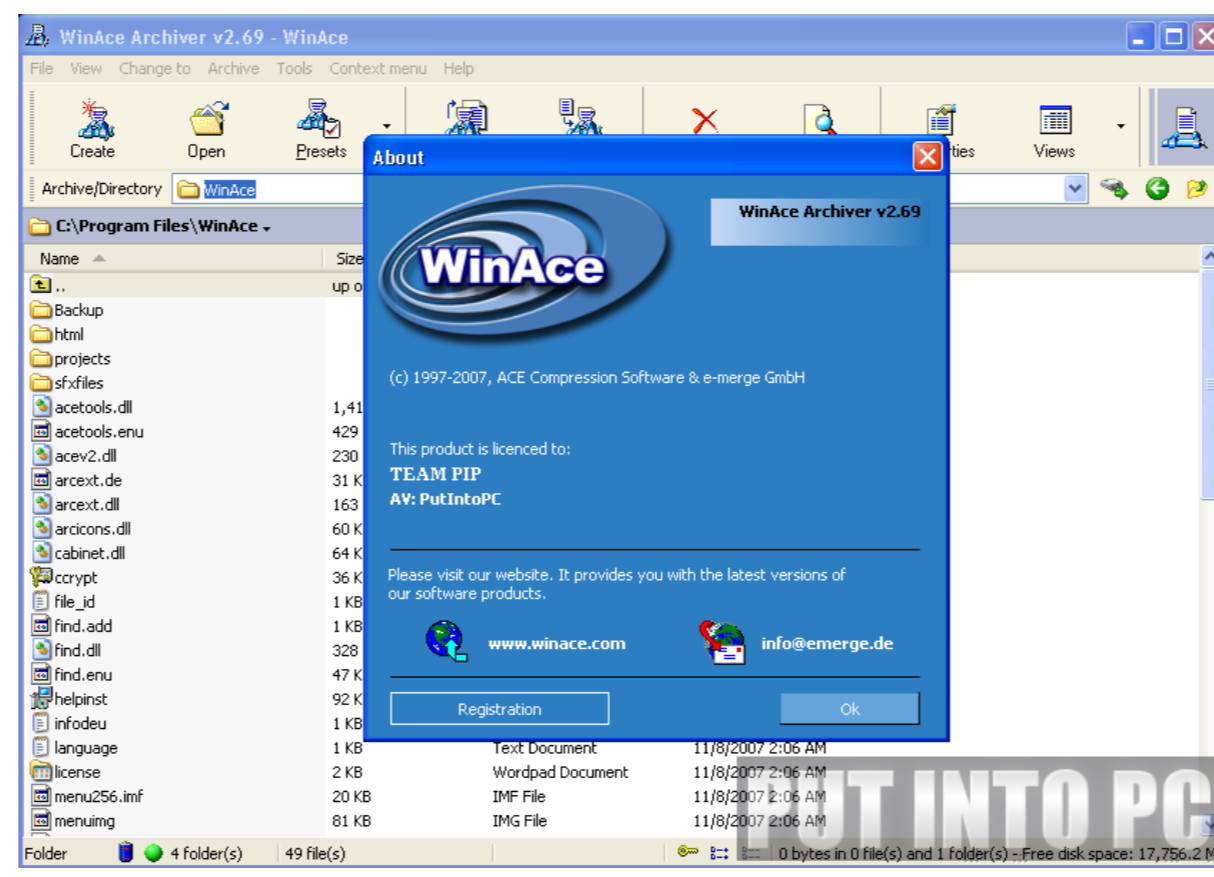 WinAce Archiver v2.69 - WinAce
File View Change to Archive Tools Context menu Help
Create Open Presets ties Views
Archive/Directory WinAce
C:\Program Files\WinAce
Name Size
.. up o
Backup
html
projects
sfxfiles
acetools.dll 1,41
acetools.enu 429
acev2.dll 230
arcext.de 31 K
arcext.dll 163
arcicons.dll 60 K
cabinet.dll 64 K
ccrypt 36 K
file_id 1 KB
find.add 1 KB
find.dll 328
find.enu 47 K
helpinst 92 K
infodeu 1 KB
language 1 KB Text Document 11/8/2007 2:06 AM
license 2 KB Wordpad Document 11/8/2007 2:06 AM
menu256.imf 20 KB IMF File 11/8/2007 2:06 AM
menuimg 81 KB IMG File 11/8/2007 2:06 AM
Folder 4 folder(s) 49 file(s) 0 bytes in 0 file(s) and 1 folder(s) - Free disk space: 17,756.2 M
About
WinAce Archiver v2.69
WinAce
(c) 1997-2007, ACE Compression Software & e-merge GmbH
This product is licenced to:
TEAM PIP
AV: PutIntoPC
Please visit our website. It provides you with the latest versions of
our software products.
www.winace.com info@emerge.de
Registration Ok
PUT INTO PC